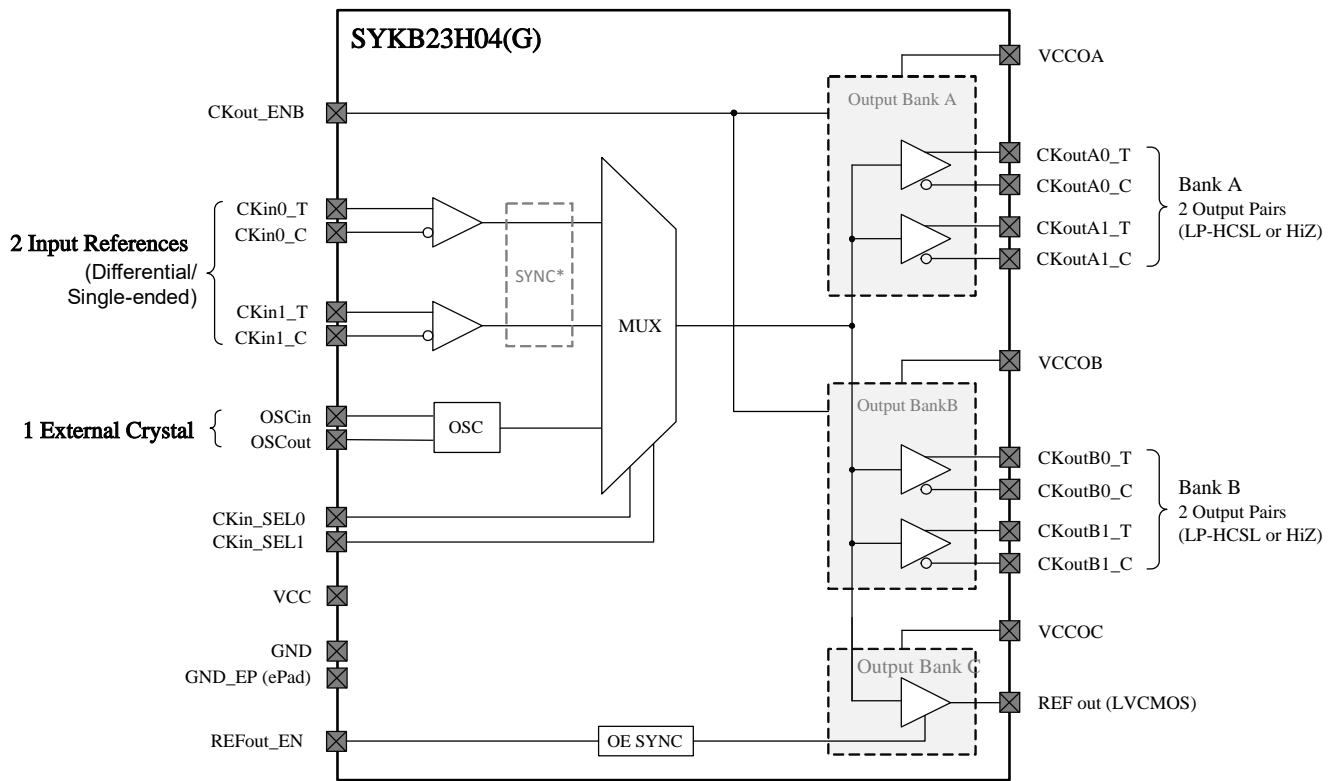 SYKB23H04(G)
CKout_ENB
2 Input References
(Differential/
Single-ended)
CKin0_T
CKin0_C
CKin1_T
CKin1_C
SYNC*
MUX
1 External Crystal
OSCin
OSCout
OSC
CKin_SEL0
CKin_SEL1
VCC
GND
GND_EP (ePad)
REFout_EN
OE SYNC
VCCOA
Output Bank A
CKoutA0_T
CKoutA0_C
CKoutA1_T
CKoutA1_C
Bank A
2 Output Pairs
(LP-HCSL or HiZ)
VCCOB
Output BankB
CKoutB0_T
CKoutB0_C
CKoutB1_T
CKoutB1_C
Bank B
2 Output Pairs
(LP-HCSL or HiZ)
VCCOC
Output Bank C
REF out (LVCMOS)